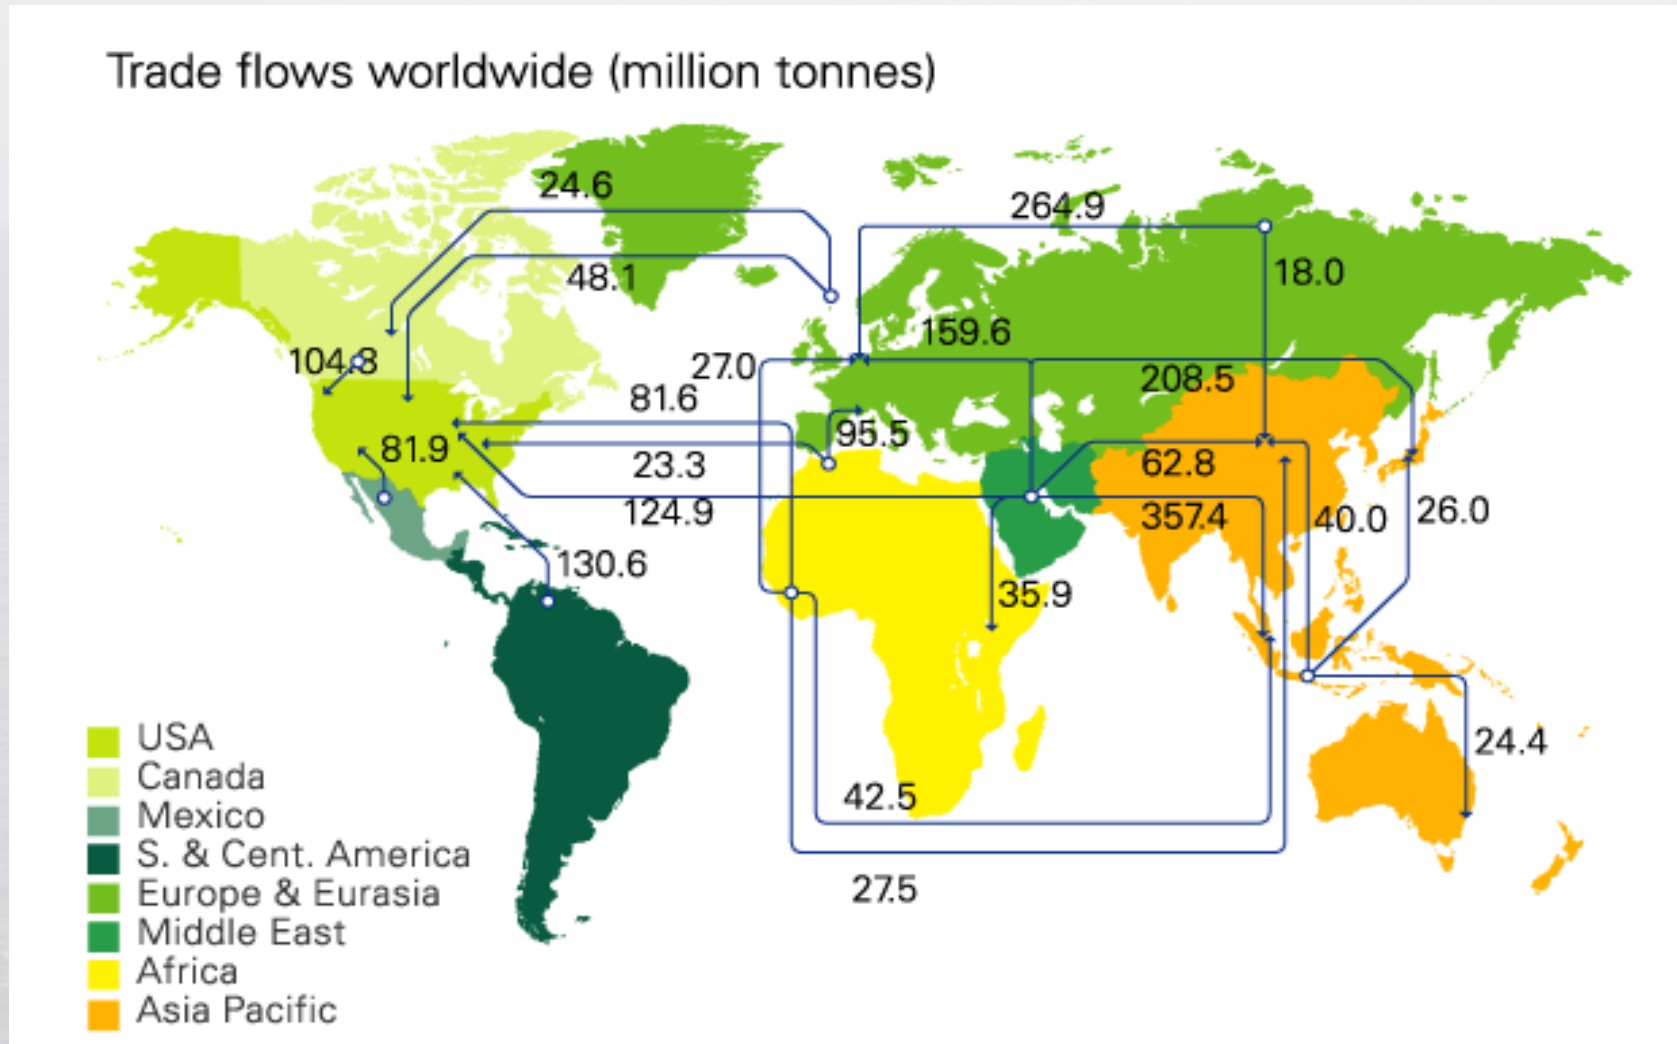 Trade flows worldwide (million tonnes)
24.6
264.9
48.1
18.0
159.6
104.3
27.0
208.5
81.6
95.5
81.9
23.3
62.8
124.9
357.4
40.0
26.0
130.6
35.9
24.4
42.5
27.5
USA
Canada
Mexico
S. & Cent. America
Europe & Eurasia
Middle East
Africa
Asia Pacific